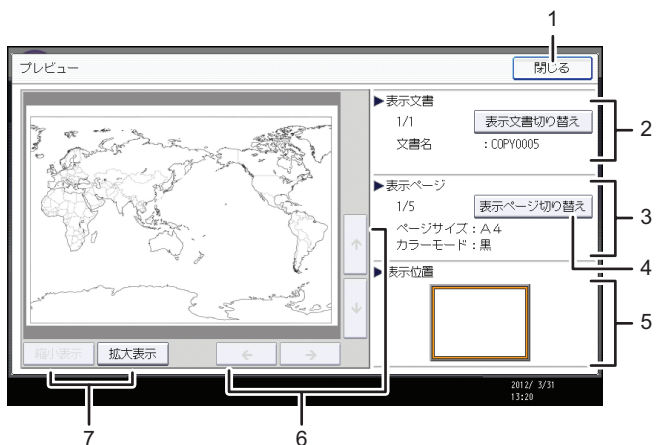 1
プレビュー
閉じる
▶表示文書
1/1
表示文書切り替え
2
文書名 :COPY0005
▶表示ページ
1/5
表示ページ切り替え
3
ページサイズ:A4
カラーモード:黒
4
▶表示位置
5
縮小表示
拡大表示
←
→
↑
↓
2012/ 3/31
13:20
7
6